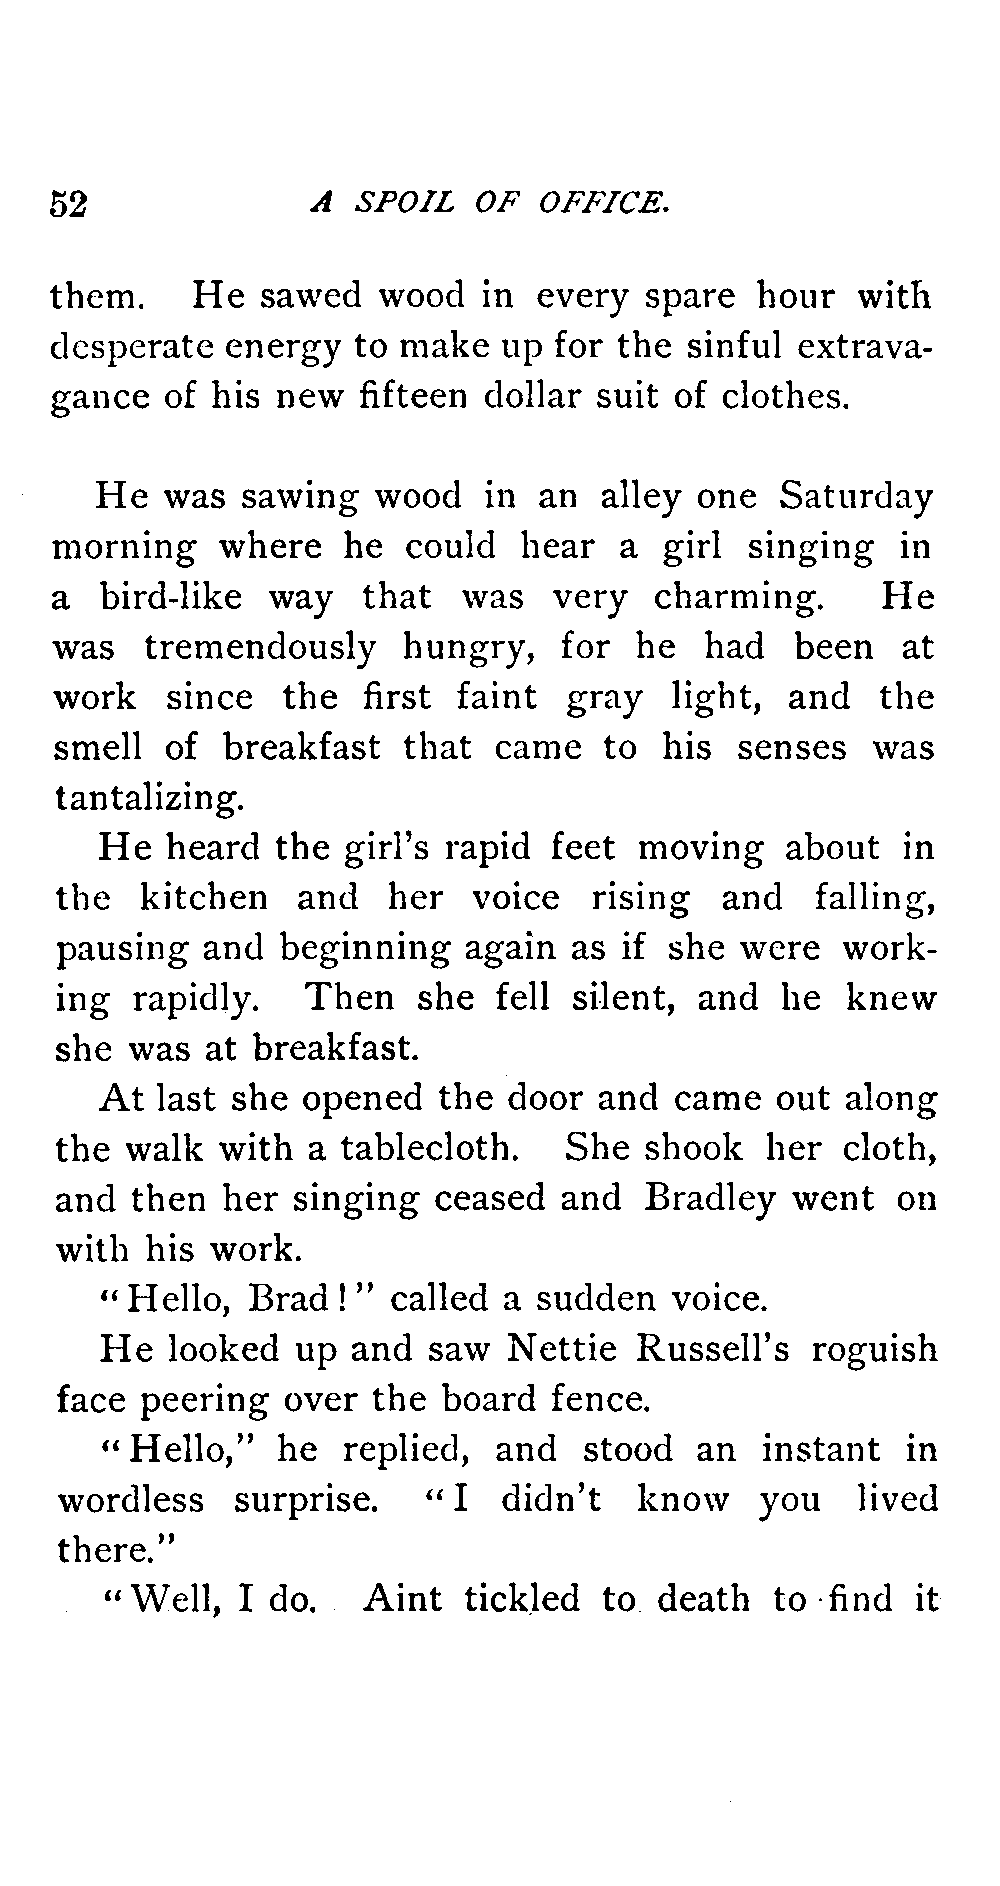 52 A SPOIL OF OFFICE.
them. He sawed wood in every spare hour with
desperate energy to make up for the sinful extrava-
gance of his new fifteen dollar suit of clothes.
He was sawing wood in an alley one Saturday
morning where he could hear a girl singing in
a bird-like way that was very charming. He
was tremendously hungry, for he had been at
work since the first faint gray light, and the
smell of breakfast that came to his senses was
tantalizing.
He heard the girl's rapid feet moving about in
the kitchen and her voice rising and falling,
pausing and beginning again as if she were work-
ing rapidly. Then she fell silent, and he knew
she was at breakfast.
At last she opened the door and came out along
the walk with a tablecloth. She shook her cloth,
and then her singing ceased and Bradley went on
with his work.
"Hello, Brad!" called a sudden voice.
He looked up and saw Nettie Russell's roguish
face peering over the board fence.
"Hello," he replied, and stood an instant in
wordless surprise. "I didn't know you lived
there."
"Well, I do. Aint tickled to death to find it